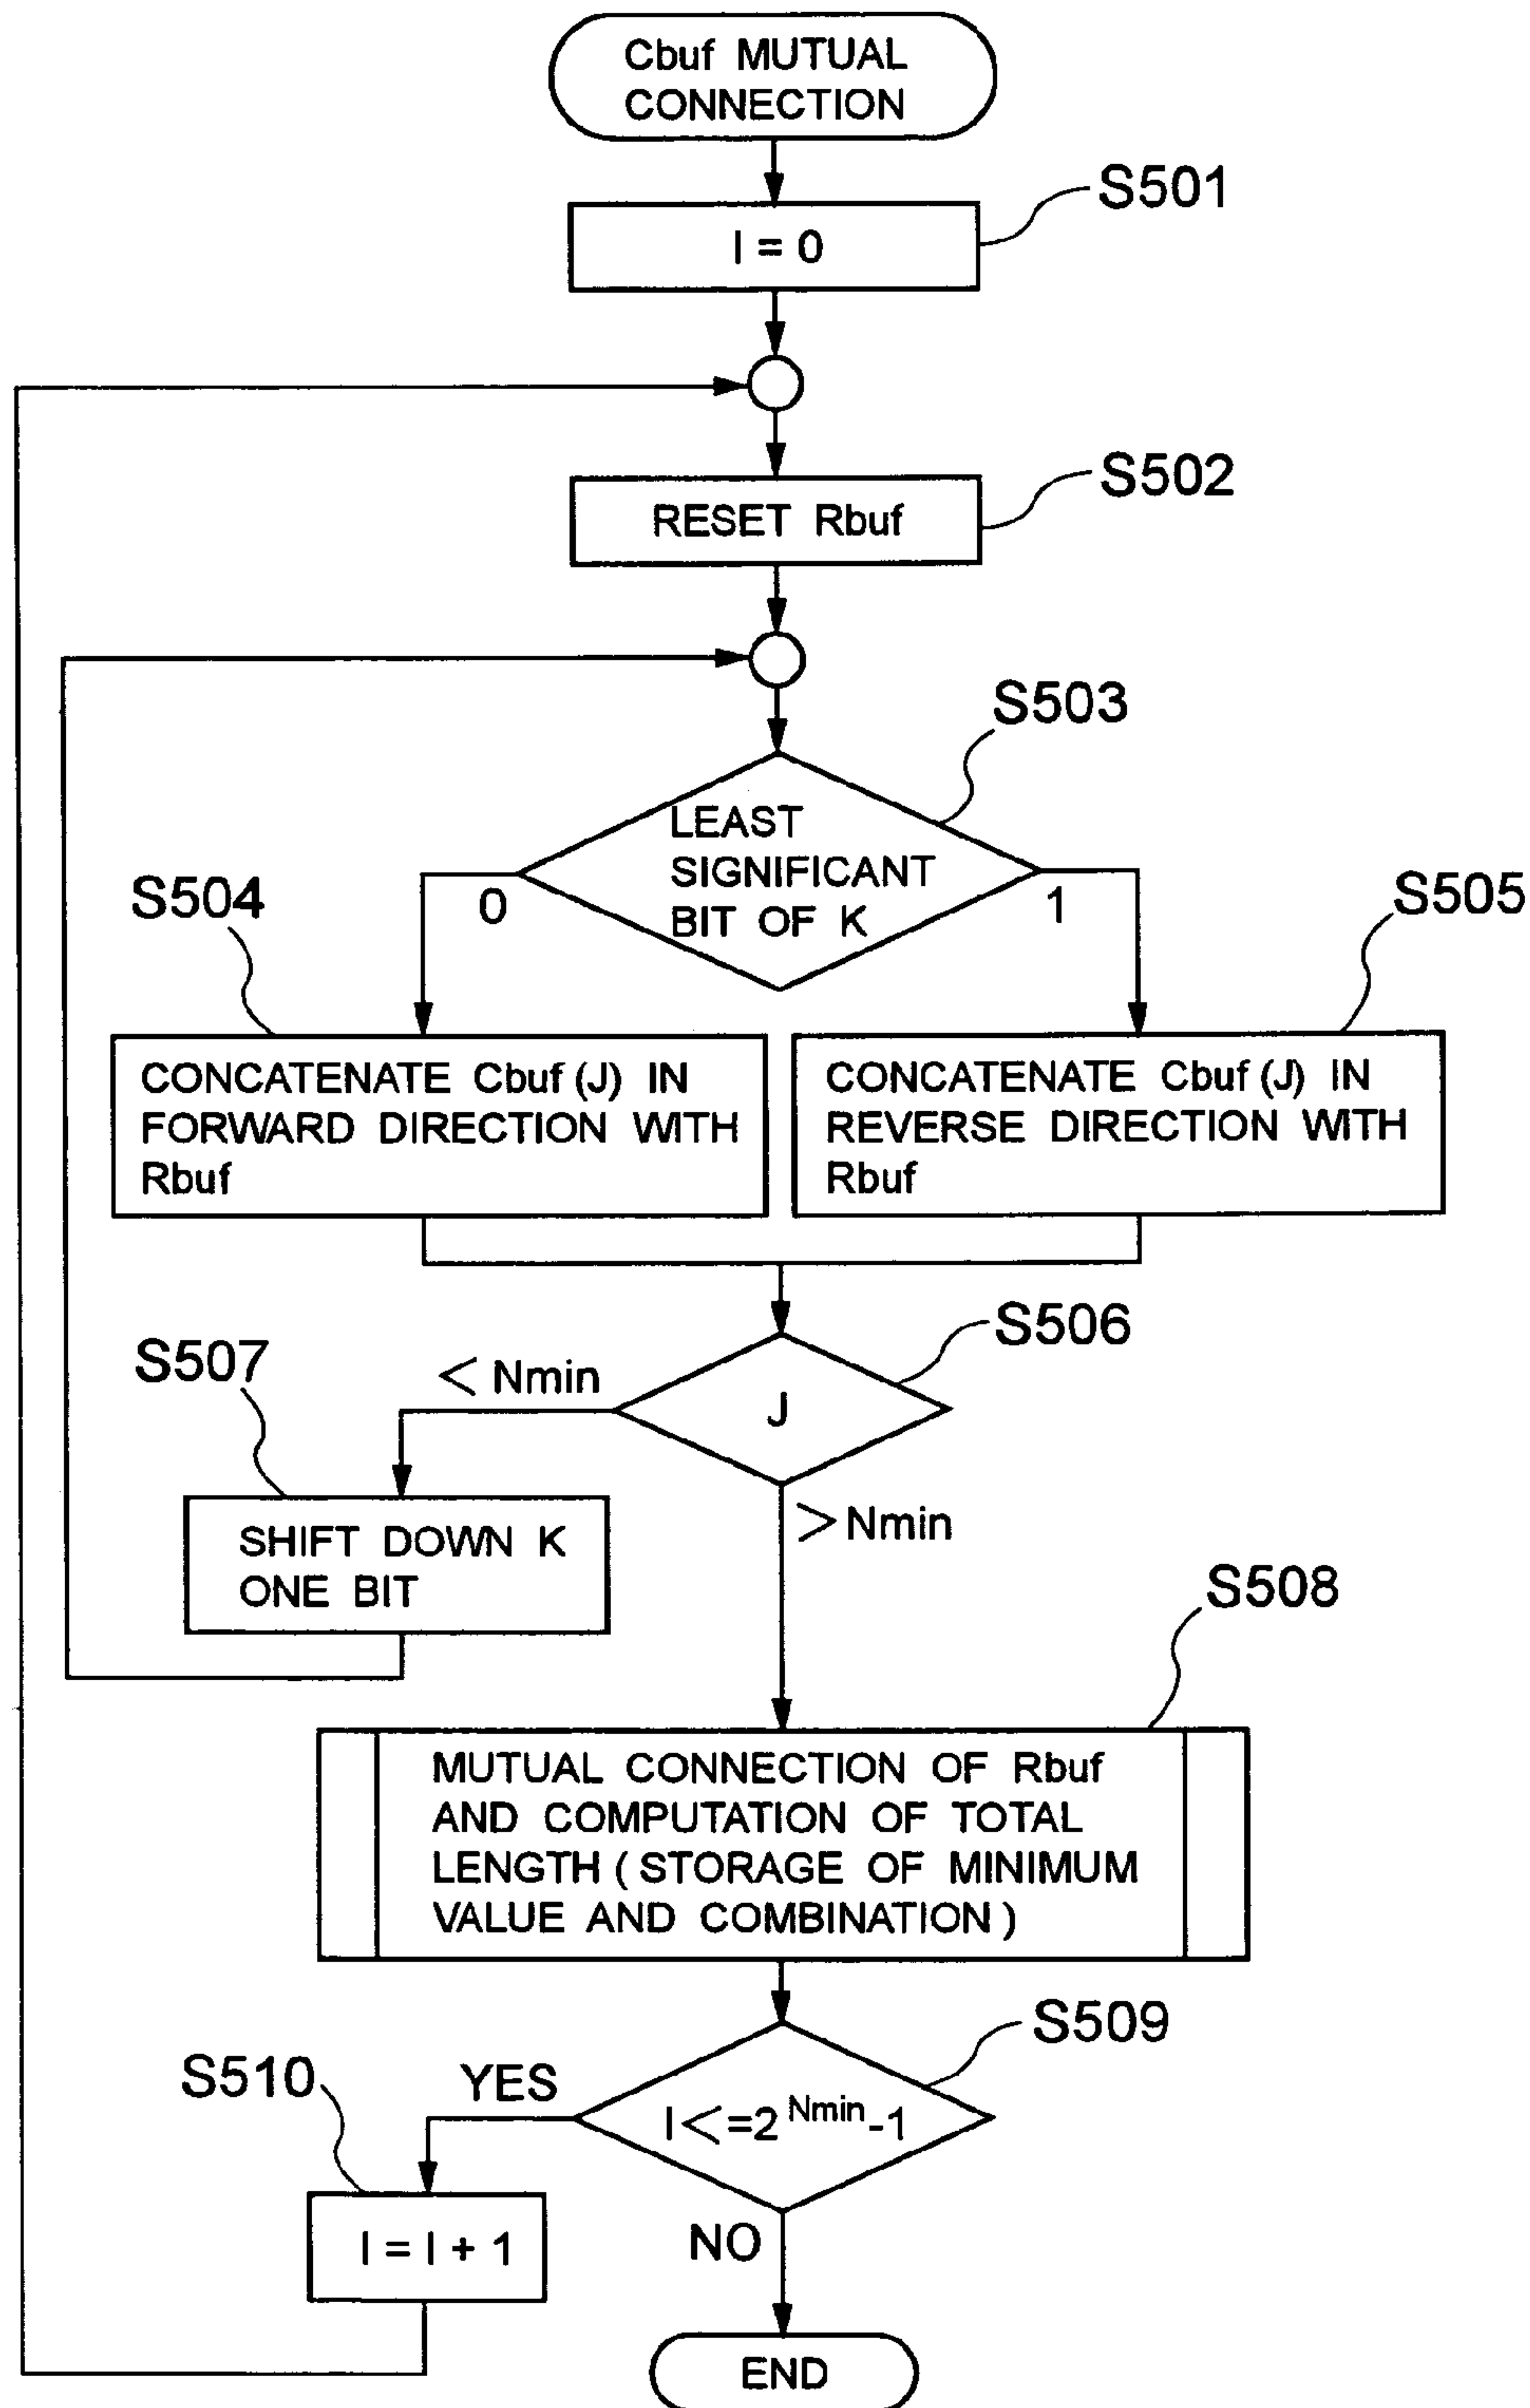 Cbuf MUTUAL
CONNECTION
S501
I = 0
S502
RESET Rbuf
S503
LEAST
SIGNIFICANT
BIT OF K
0
1
S504
S505
CONCATENATE Cbuf (J) IN
FORWARD DIRECTION WITH
Rbuf
CONCATENATE Cbuf (J) IN
REVERSE DIRECTION WITH
Rbuf
S506
J
< Nmin
> Nmin
S507
SHIFT DOWN K
ONE BIT
S508
MUTUAL CONNECTION OF Rbuf
AND COMPUTATION OF TOTAL
LENGTH ( STORAGE OF MINIMUM
VALUE AND COMBINATION )
S509
I<=2^Nmin-1
YES
S510
I = I + 1
NO
END